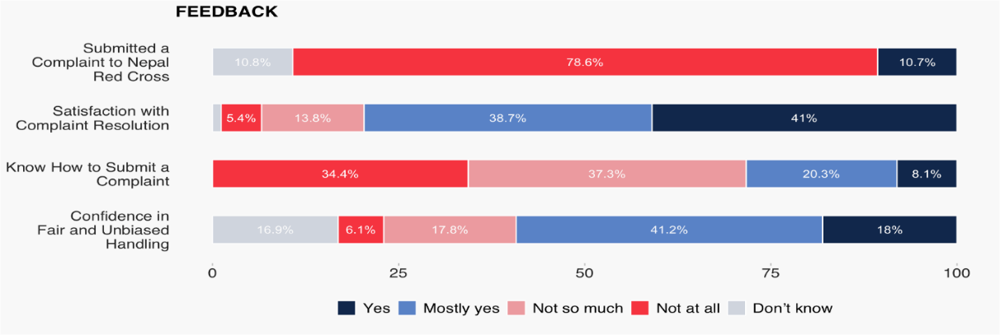 FEEDBACK
Submitted a
Complaint to Nepal
Red Cross
10.8%
78.6%
10.7%
Satisfaction with
Complaint Resolution
5.4%
13.8%
38.7%
41%
Know How to Submit a
Complaint
34.4%
37.3%
20.3%
8.1%
Confidence in
Fair and Unbiased
Handling
16.9%
6.1%
17.8%
41.2%
18%
0
25
50
75
100
Yes
Mostly yes
Not so much
Not at all
Don't know